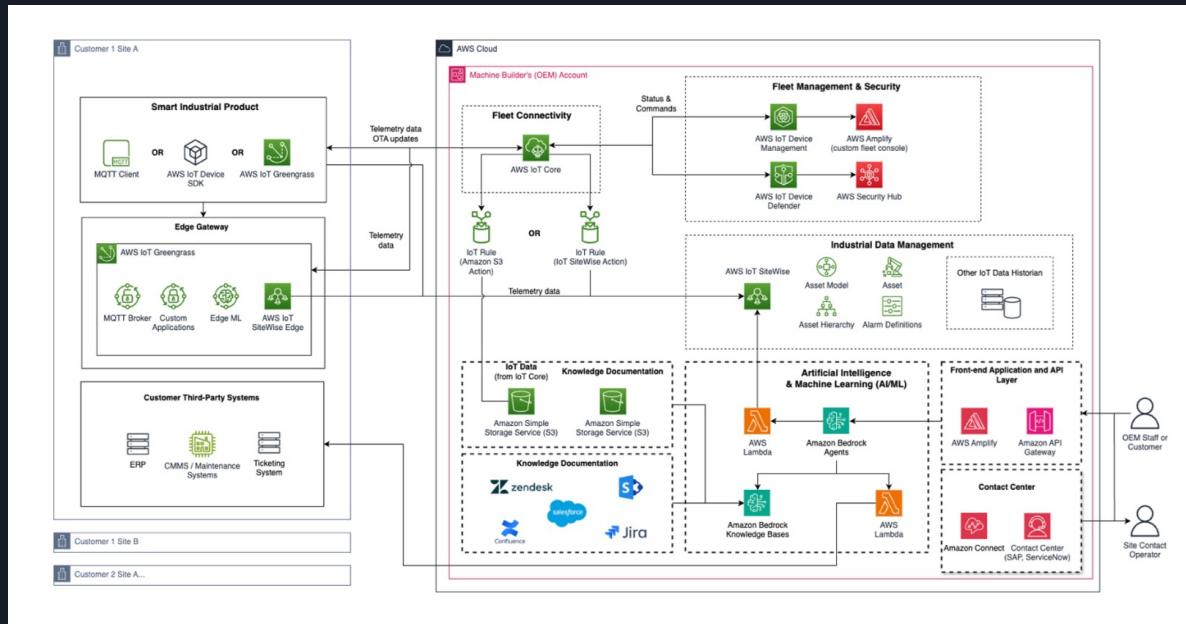 Customer 1 Site A
Smart Industrial Product
MQTT
MQTT Client
OR
AWS IoT Device
SDK
OR
AWS IoT Greengrass
Edge Gateway
AWS IoT Greengrass
MQTT Broker
Custom
Applications
Edge ML
AWS IoT
SiteWise Edge
Customer Third-Party Systems
ERP
CMMS / Maintenance
Systems
Ticketing
System
Customer 1 Site B
Customer 2 Site A...
Telemetry data
OTA updates
Telemetry
data
AWS Cloud
Machine Builder's (OEM) Account
Fleet Connectivity
AWS IoT Core
Status &
Commands
Fleet Management & Security
AWS IoT Device
Management
AWS Amplify
(custom fleet console)
AWS IoT Device
Defender
AWS Security Hub
IoT Rule
(Amazon S3
Action)
OR
IoT Rule
(IoT SiteWise Action)
Telemetry data
Industrial Data Management
AWS IoT SiteWise
Asset Model
Asset
Asset Hierarchy
Alarm Definitions
Other IoT Data Historian
IoT Data
(from IoT Core)
Knowledge Documentation
Amazon Simple
Storage Service (S3)
Amazon Simple
Storage Service (S3)
Knowledge Documentation
zendesk
S
salesforce
Confluence
Jira
Artificial Intelligence
& Machine Learning (AI/ML)
AWS
Lambda
Amazon Bedrock
Agents
Amazon Bedrock
Knowledge Bases
AWS
Lambda
Front-end Application and API
Layer
AWS Amplify
Amazon API
Gateway
Contact Center
Amazon Connect
Contact Center
(SAP, ServiceNow)
OEM Staff or
Customer
Site Contact
Operator